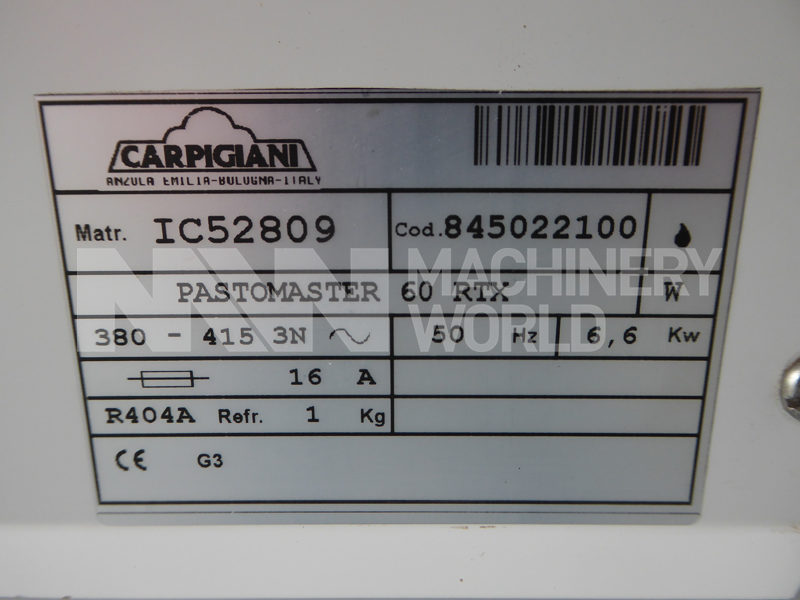 CARPIGIANI
ANZOLA EMILIA-BOLOGNA-ITALY
Matr. IC52809 Cod.845022100
PASTOMASTER 60 RTX W
380 - 415 3N 50 Hz 6,6 Kw
16 A
R404A Refr. 1 Kg
CE G3
MACHINERY
WORLD